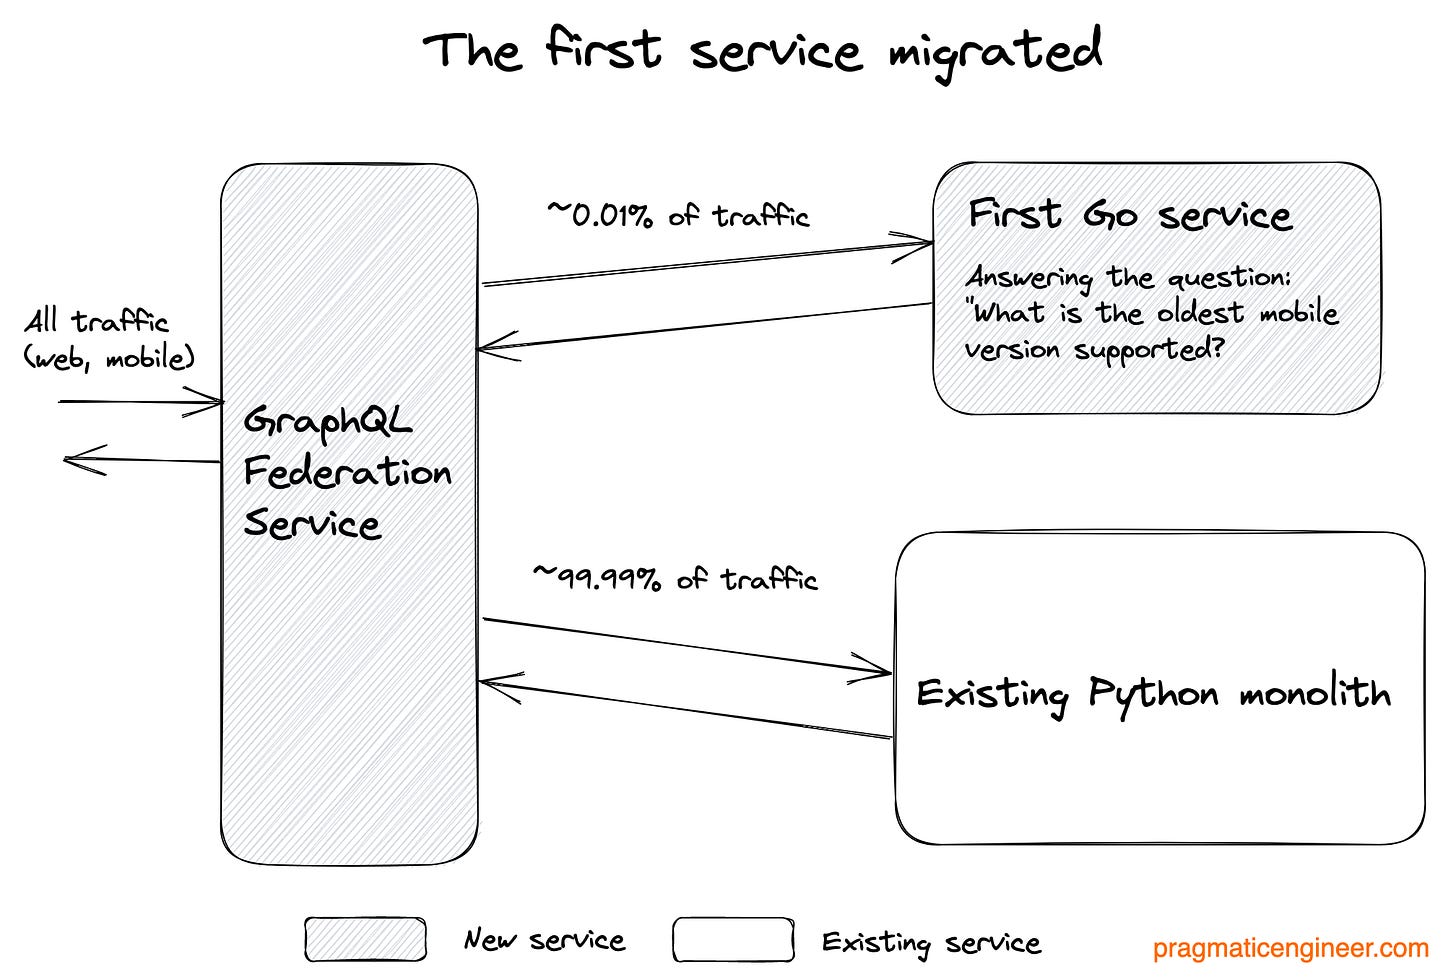 The first service migrated
~0.01% of traffic
First Go service
Answering the question:
"What is the oldest mobile
version supported?
All traffic
(web, mobile)
GraphQL
Federation
Service
~99.99% of traffic
Existing Python monolith
New service
Existing service
pragmaticengineer.com